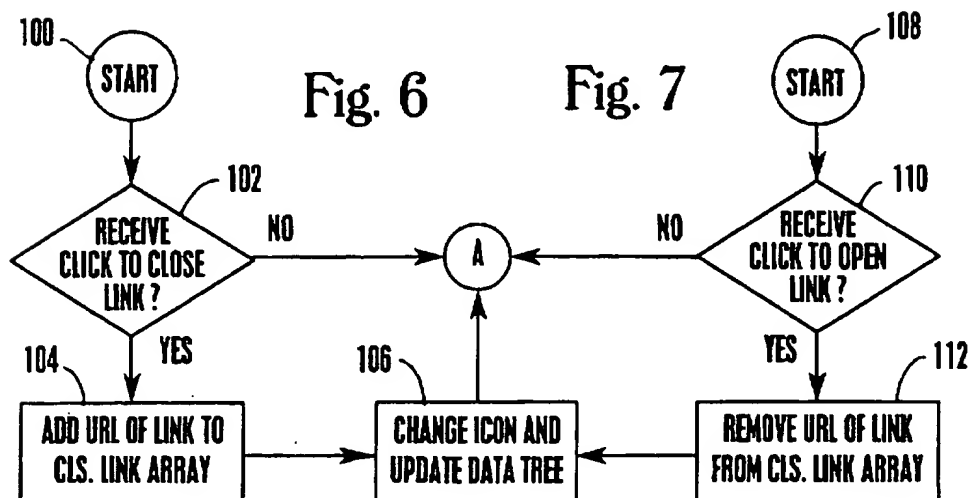 100
START
Fig. 6
Fig. 7
108
START
102
RECEIVE
CLICK TO CLOSE
LINK ?
NO
A
NO
110
RECEIVE
CLICK TO OPEN
LINK ?
YES
YES
104
ADD URL OF LINK TO
CLS. LINK ARRAY
106
CHANGE ICON AND
UPDATE DATA TREE
112
REMOVE URL OF LINK
FROM CLS. LINK ARRAY